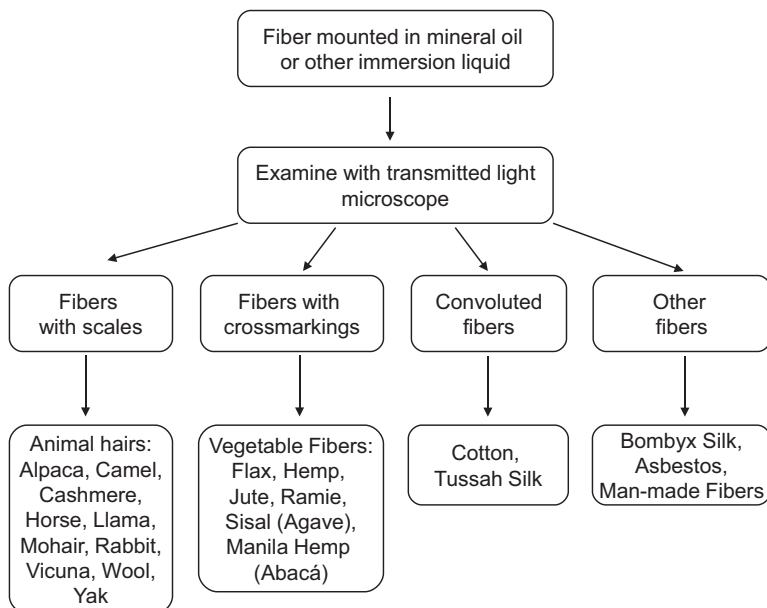 Fiber mounted in mineral oil
or other immersion liquid
Examine with transmitted light
microscope
Fibers
with scales
Fibers with
crossmarkings
Convoluted
fibers
Other
fibers
Animal hairs:
Alpaca, Camel,
Cashmere,
Horse, Llama,
Mohair, Rabbit,
Vicuna, Wool,
Yak
Vegetable Fibers:
Flax, Hemp,
Jute, Ramie,
Sisal (Agave),
Manila Hemp
(Abacá)
Cotton,
Tussah Silk
Bombyx Silk,
Asbestos,
Man-made Fibers